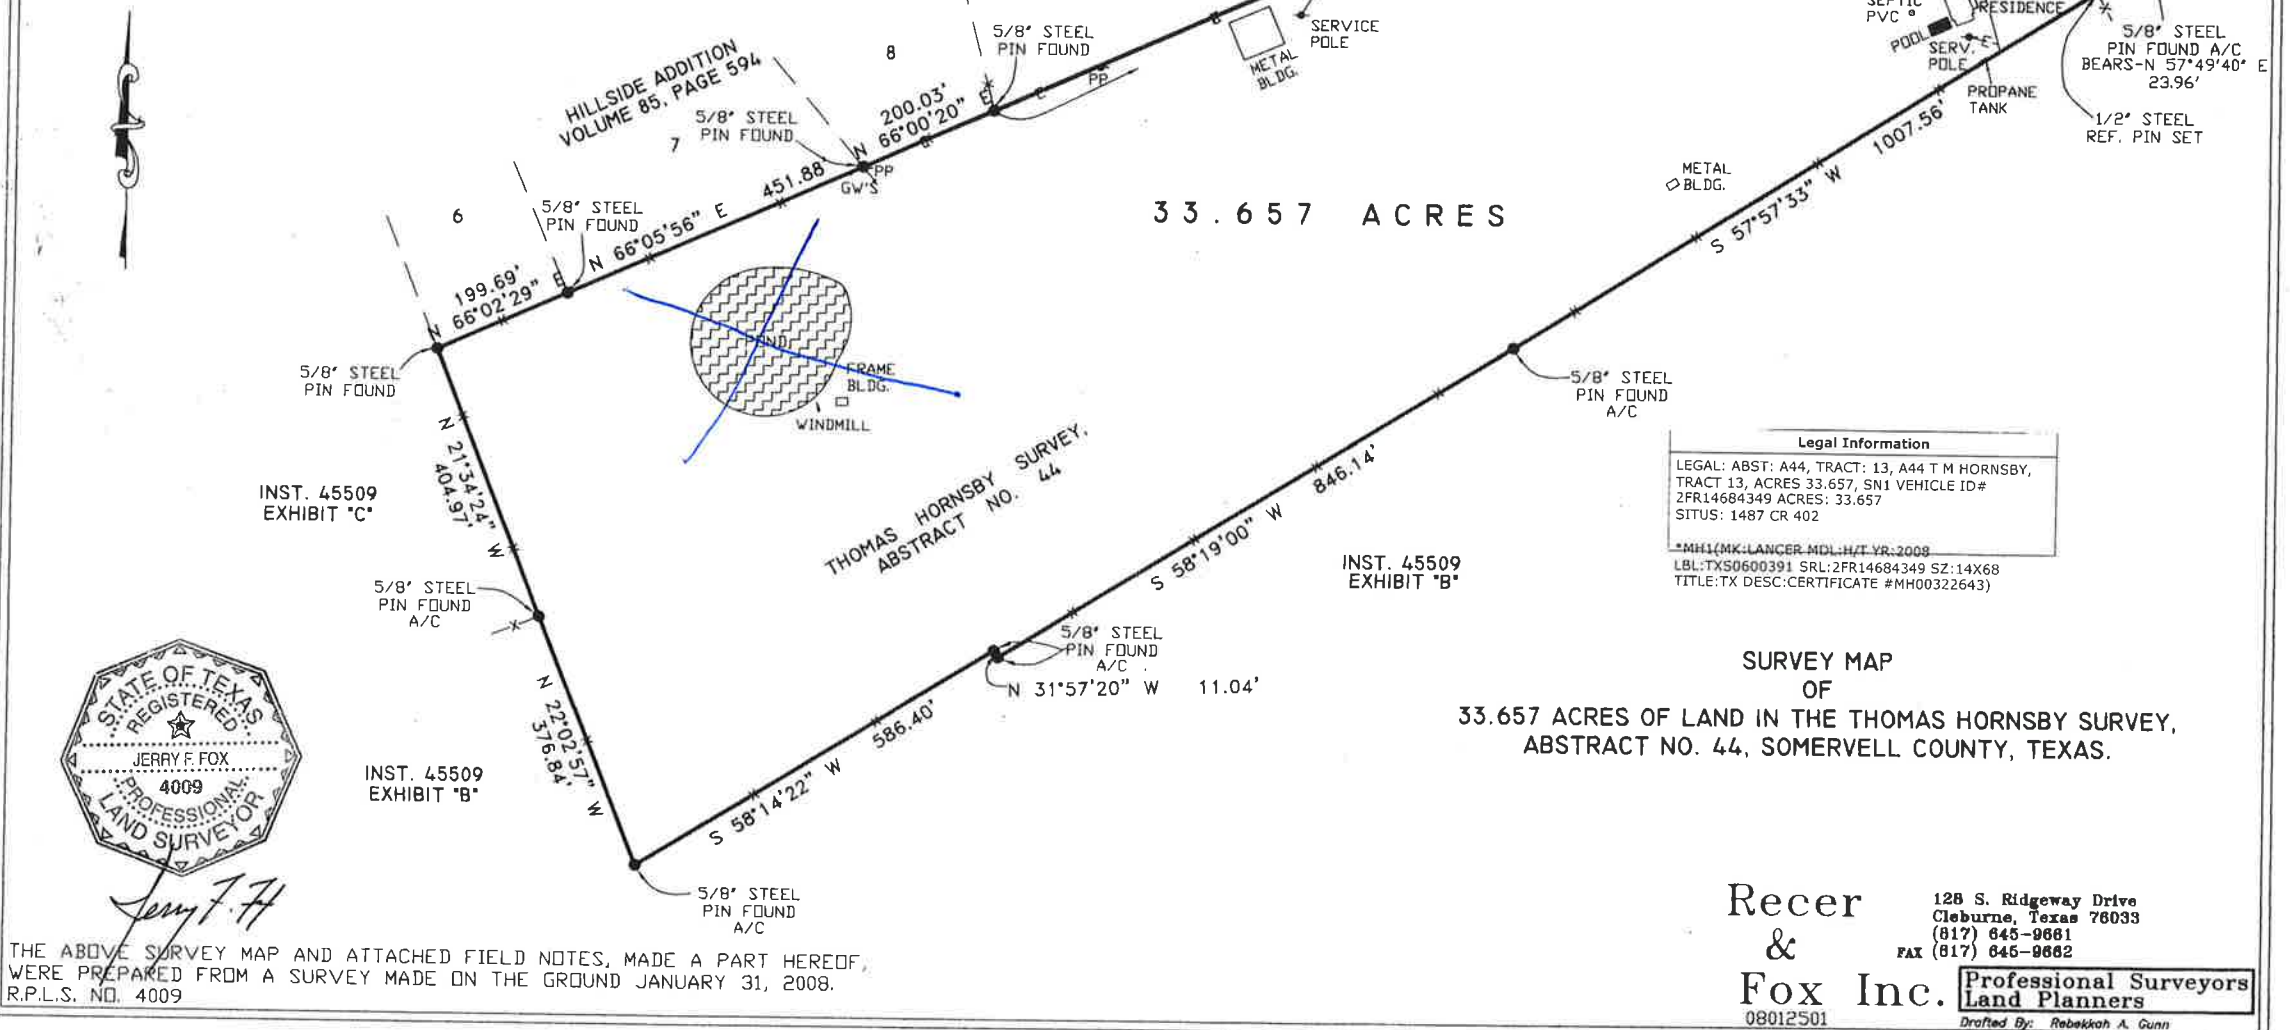 SEPTIC
PVC
RESIDENCE
POOL
SERV.
POLE
5/8" STEEL
PIN FOUND A/C
BEARS-N 57°49'40" E
23.96'
PROPANE
TANK
1/2" STEEL
REF. PIN SET
5/8" STEEL
PIN FOUND
SERVICE
POLE
METAL
BLDG.
PP
E
8
HILLSIDE ADDITION
VOLUME 85, PAGE 594
7
5/8" STEEL
PIN FOUND
200.03'
N 66°00'20" E
PP
GW'S
451.88'
N 66°05'56" E
6
5/8" STEEL
PIN FOUND
199.69'
N 66°02'29" E
5/8" STEEL
PIN FOUND
33.657 ACRES
METAL
BLDG.
1007.56'
S 57°57'33" W
FRAME
BLDG.
WINDMILL
5/8" STEEL
PIN FOUND
A/C
N 21°34'24" W
404.97'
INST. 45509
EXHIBIT "C"
THOMAS HORNSBY SURVEY,
ABSTRACT NO. 44
846.14'
S 58°19'00" W
INST. 45509
EXHIBIT "B"
Legal Information
LEGAL: ABST: A44, TRACT: 13, A44 T M HORNSBY,
TRACT 13, ACRES 33.657, SN1 VEHICLE ID#
2FR14684349 ACRES: 33.657
SITUS: 1487 CR 402
*MH1(MK:LANCER MDL:H/T YR:2008
LBL:TXS0600391 SRL:2FR14684349 SZ:14X68
TITLE:TX DESC:CERTIFICATE #MH00322643)
5/8" STEEL
PIN FOUND
A/C
5/8" STEEL
PIN FOUND
A/C
N 31°57'20" W 11.04'
N 22°02'57" W
376.84'
586.40'
S 58°14'22" W
INST. 45509
EXHIBIT "B"
5/8" STEEL
PIN FOUND
A/C
SURVEY MAP
OF
33.657 ACRES OF LAND IN THE THOMAS HORNSBY SURVEY,
ABSTRACT NO. 44, SOMERVELL COUNTY, TEXAS.
STATE OF TEXAS
REGISTERED
JERRY F. FOX
4009
PROFESSIONAL
LAND SURVEYOR
THE ABOVE SURVEY MAP AND ATTACHED FIELD NOTES, MADE A PART HEREOF,
WERE PREPARED FROM A SURVEY MADE ON THE GROUND JANUARY 31, 2008.
R.P.L.S. NO. 4009
Recer
&
Fox Inc.
08012501
128 S. Ridgeway Drive
Cleburne, Texas 76033
(817) 645-9661
FAX (817) 645-9662
Professional Surveyors
Land Planners
Drafted By: Rebekkah A. Gunn